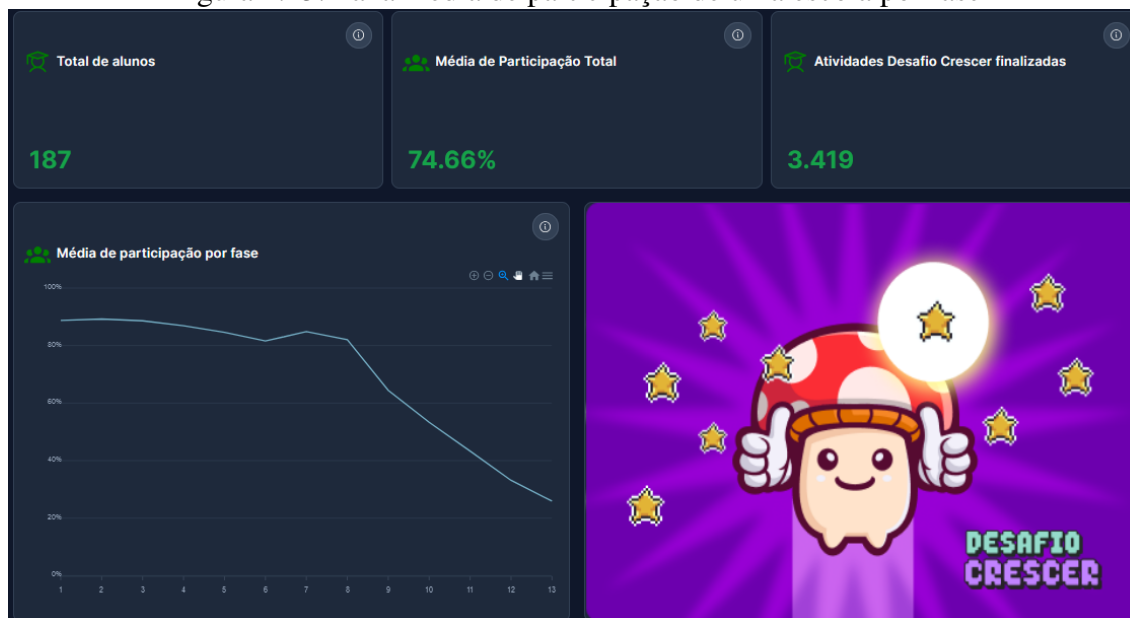 Total de alunos
187
Média de Participação Total
74.66%
Atividades Desafio Crescer finalizadas
3.419
Média de participação por fase
100%
80%
60%
40%
20%
0%
1 2 3 4 5 6 7 8 9 10 11 12 13
DESAFIO
CRESCER